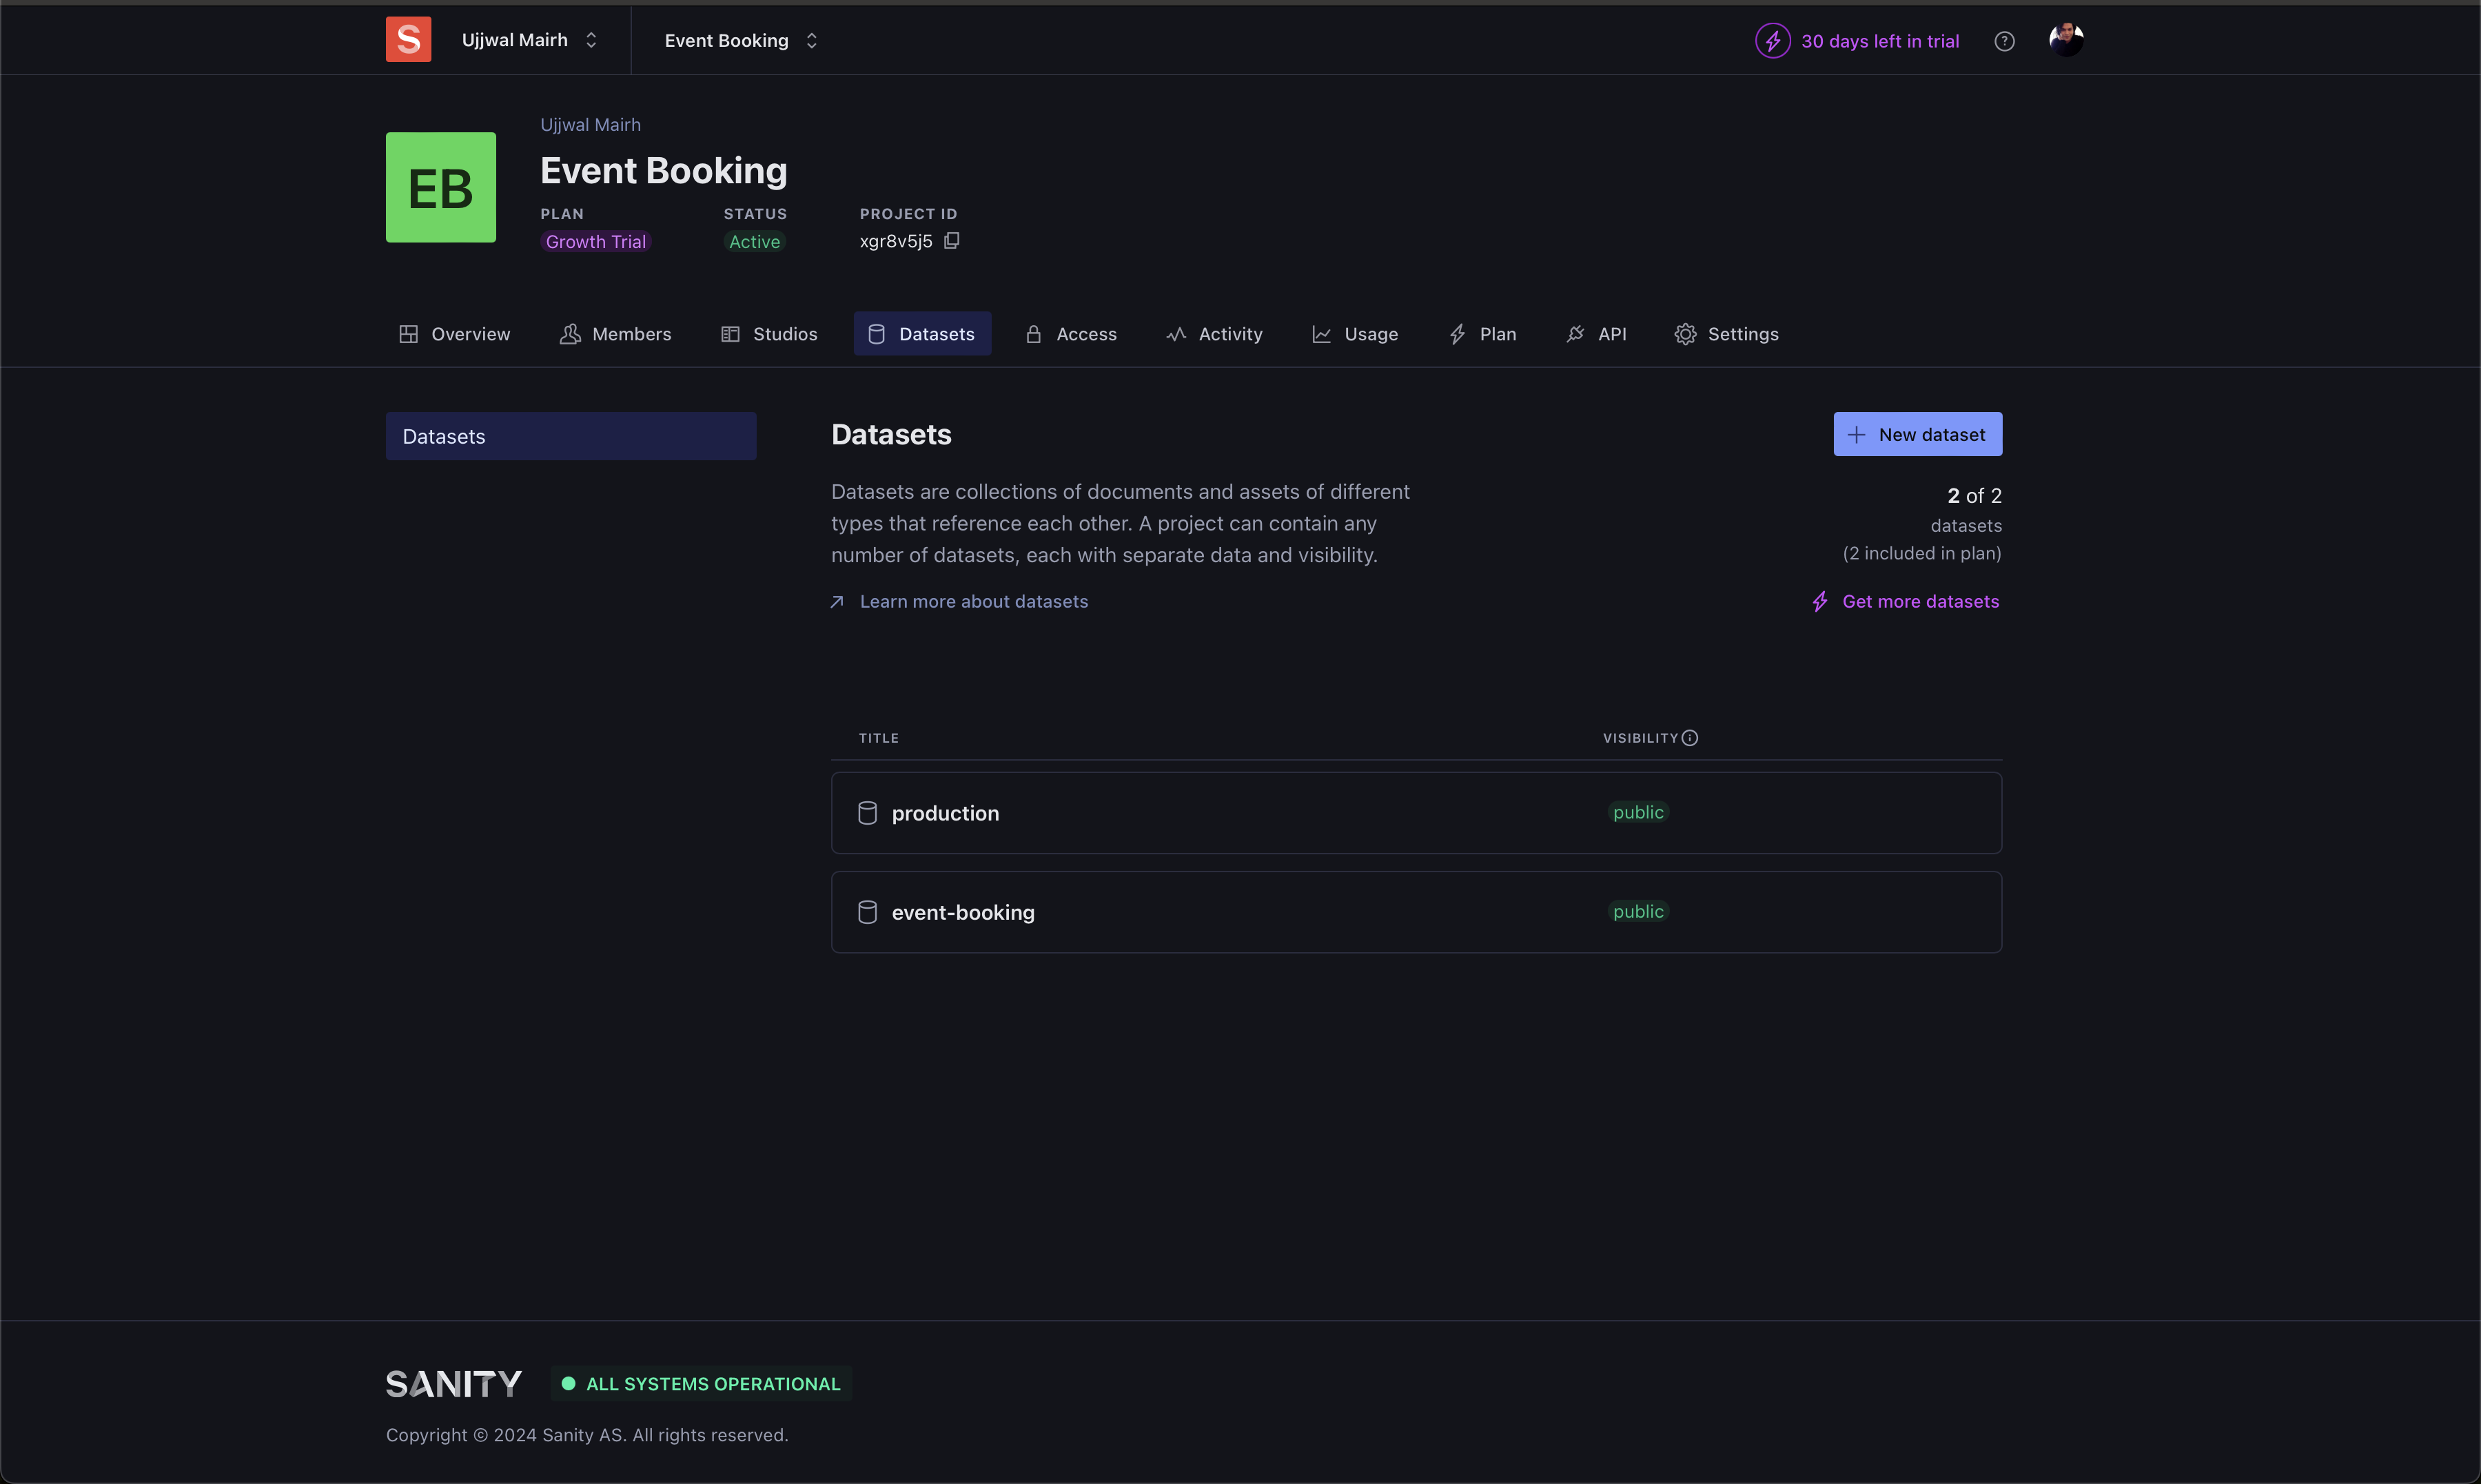 S Ujjwal Mairh Event Booking 30 days left in trial ?
EB
Ujjwal Mairh
Event Booking
PLAN STATUS PROJECT ID
Growth Trial Active xgr8v5j5
Overview Members Studios Datasets Access Activity Usage Plan API Settings
Datasets
Datasets
New dataset
Datasets are collections of documents and assets of different
types that reference each other. A project can contain any
number of datasets, each with separate data and visibility.
Learn more about datasets
2 of 2
datasets
(2 included in plan)
Get more datasets
TITLE VISIBILITY
production public
event-booking public
SANITY ALL SYSTEMS OPERATIONAL
Copyright © 2024 Sanity AS. All rights reserved.